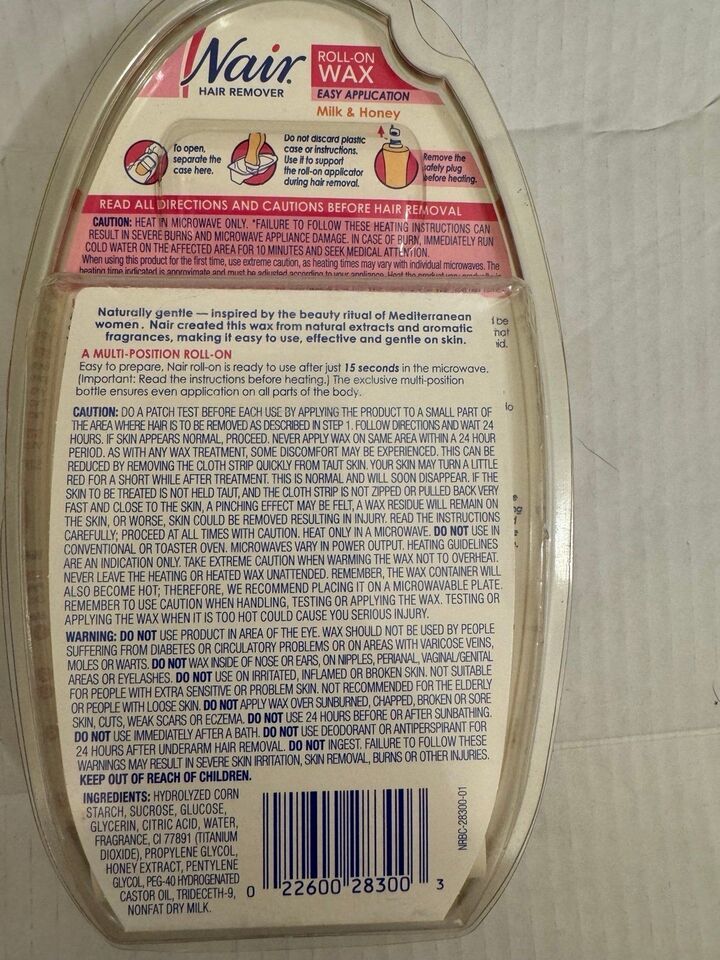 Nair
HAIR REMOVER
ROLL-ON
WAX
EASY APPLICATION
Milk & Honey
To open,
separate the
case here.
Do not discard plastic
case or instructions.
Use it to support
the roll-on applicator
during hair removal.
Remove the
safety plug
before heating.
READ ALL DIRECTIONS AND CAUTIONS BEFORE HAIR REMOVAL
CAUTION: HEAT IN MICROWAVE ONLY. *FAILURE TO FOLLOW THESE HEATING INSTRUCTIONS CAN
RESULT IN SEVERE BURNS AND MICROWAVE APPLIANCE DAMAGE. IN CASE OF BURN, IMMEDIATELY RUN
COLD WATER ON THE AFFECTED AREA FOR 10 MINUTES AND SEEK MEDICAL ATTENTION.
When using this product for the first time, use extreme caution, as heating times may vary with individual microwaves. The
heating time indicated is approximate and must be adjusted according to your appliance. Heat the product very
Naturally gentle — inspired by the beauty ritual of Mediterranean
women. Nair created this wax from natural extracts and aromatic
fragrances, making it easy to use, effective and gentle on skin.
A MULTI-POSITION ROLL-ON
Easy to prepare, Nair roll-on is ready to use after just 15 seconds in the microwave.
(Important: Read the instructions before heating.) The exclusive multi-position
bottle ensures even application on all parts of the body.
CAUTION: DO A PATCH TEST BEFORE EACH USE BY APPLYING THE PRODUCT TO A SMALL PART OF
THE AREA WHERE HAIR IS TO BE REMOVED AS DESCRIBED IN STEP 1. FOLLOW DIRECTIONS AND WAIT 24
HOURS. IF SKIN APPEARS NORMAL, PROCEED. NEVER APPLY WAX ON SAME AREA WITHIN A 24 HOUR
PERIOD. AS WITH ANY WAX TREATMENT, SOME DISCOMFORT MAY BE EXPERIENCED. THIS CAN BE
REDUCED BY REMOVING THE CLOTH STRIP QUICKLY FROM TAUT SKIN. YOUR SKIN MAY TURN A LITTLE
RED FOR A SHORT WHILE AFTER TREATMENT. THIS IS NORMAL AND WILL SOON DISAPPEAR. IF THE
SKIN TO BE TREATED IS NOT HELD TAUT, AND THE CLOTH STRIP IS NOT ZIPPED OR PULLED BACK VERY
FAST AND CLOSE TO THE SKIN, A PINCHING EFFECT MAY BE FELT, A WAX RESIDUE WILL REMAIN ON
THE SKIN, OR WORSE, SKIN COULD BE REMOVED RESULTING IN INJURY. READ THE INSTRUCTIONS
CAREFULLY; PROCEED AT ALL TIMES WITH CAUTION. HEAT ONLY IN A MICROWAVE. DO NOT USE IN
CONVENTIONAL OR TOASTER OVEN. MICROWAVES VARY IN POWER OUTPUT. HEATING GUIDELINES
ARE AN INDICATION ONLY. TAKE EXTREME CAUTION WHEN WARMING THE WAX NOT TO OVERHEAT.
NEVER LEAVE THE HEATING OR HEATED WAX UNATTENDED. REMEMBER, THE WAX CONTAINER WILL
ALSO BECOME HOT; THEREFORE, WE RECOMMEND PLACING IT ON A MICROWAVABLE PLATE.
REMEMBER TO USE CAUTION WHEN HANDLING, TESTING OR APPLYING THE WAX. TESTING OR
APPLYING THE WAX WHEN IT IS TOO HOT COULD CAUSE YOU SERIOUS INJURY.
WARNING: DO NOT USE PRODUCT IN AREA OF THE EYE. WAX SHOULD NOT BE USED BY PEOPLE
SUFFERING FROM DIABETES OR CIRCULATORY PROBLEMS OR ON AREAS WITH VARICOSE VEINS,
MOLES OR WARTS. DO NOT WAX INSIDE OF NOSE OR EARS, ON NIPPLES, PERIANAL, VAGINAL/GENITAL
AREAS OR EYELASHES. DO NOT USE ON IRRITATED, INFLAMED OR BROKEN SKIN. NOT SUITABLE
FOR PEOPLE WITH EXTRA SENSITIVE OR PROBLEM SKIN. NOT RECOMMENDED FOR THE ELDERLY
OR PEOPLE WITH LOOSE SKIN. DO NOT APPLY WAX OVER SUNBURNED, CHAPPED, BROKEN OR SORE
SKIN, CUTS, WEAK SCARS OR ECZEMA. DO NOT USE 24 HOURS BEFORE OR AFTER SUNBATHING.
DO NOT USE IMMEDIATELY AFTER A BATH. DO NOT USE DEODORANT OR ANTIPERSPIRANT FOR
24 HOURS AFTER UNDERARM HAIR REMOVAL. DO NOT INGEST. FAILURE TO FOLLOW THESE
WARNINGS MAY RESULT IN SEVERE SKIN IRRITATION, SKIN REMOVAL, BURNS OR OTHER INJURIES.
KEEP OUT OF REACH OF CHILDREN.
INGREDIENTS: HYDROLYZED CORN
STARCH, SUCROSE, GLUCOSE,
GLYCERIN, CITRIC ACID, WATER,
FRAGRANCE, CI 77891 (TITANIUM
DIOXIDE), PROPYLENE GLYCOL,
HONEY EXTRACT, PENTYLENE
GLYCOL, PEG-40 HYDROGENATED
CASTOR OIL, TRIDECETH-9,
NONFAT DRY MILK.
0 22600 28300 3
NRBC-28300-01